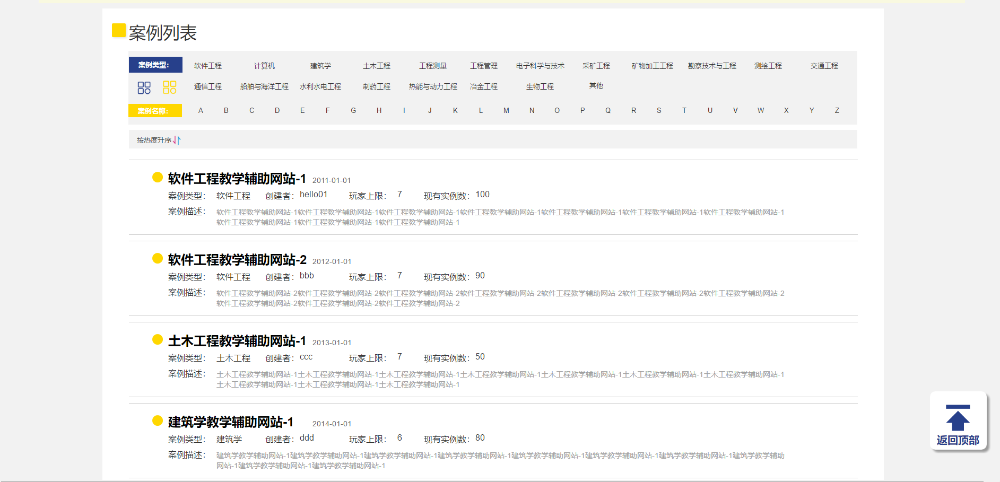 案例列表
案例类型： 软件工程 计算机 建筑学 土木工程 工程测量 工程管理 电子科学与技术 采矿工程 矿物加工工程 勘察技术与工程 测绘工程 交通工程
通信工程 船舶与海洋工程 水利水电工程 制药工程 热能与动力工程 冶金工程 生物工程 其他
案例名称： A B C D E F G H I J K L M N O P Q R S T U V W X Y Z
按热度升序
软件工程教学辅助网站-1 2011-01-01
案例类型： 软件工程 创建者： hello01 玩家上限： 7 现有实例数： 100
案例描述： 软件工程教学辅助网站-1软件工程教学辅助网站-1软件工程教学辅助网站-1软件工程教学辅助网站-1软件工程教学辅助网站-1软件工程教学辅助网站-1软件工程教学辅助网站-1
软件工程教学辅助网站-1软件工程教学辅助网站-1软件工程教学辅助网站-1
软件工程教学辅助网站-2 2012-01-01
案例类型： 软件工程 创建者： bbb 玩家上限： 7 现有实例数： 90
案例描述： 软件工程教学辅助网站-2软件工程教学辅助网站-2软件工程教学辅助网站-2软件工程教学辅助网站-2软件工程教学辅助网站-2软件工程教学辅助网站-2软件工程教学辅助网站-2
软件工程教学辅助网站-2软件工程教学辅助网站-2软件工程教学辅助网站-2
土木工程教学辅助网站-1 2013-01-01
案例类型： 土木工程 创建者： ccc 玩家上限： 7 现有实例数： 50
案例描述： 土木工程教学辅助网站-1土木工程教学辅助网站-1土木工程教学辅助网站-1土木工程教学辅助网站-1土木工程教学辅助网站-1土木工程教学辅助网站-1土木工程教学辅助网站-1
土木工程教学辅助网站-1土木工程教学辅助网站-1土木工程教学辅助网站-1
建筑学教学辅助网站-1 2014-01-01
案例类型： 建筑学 创建者： ddd 玩家上限： 6 现有实例数： 80
案例描述： 建筑学教学辅助网站-1建筑学教学辅助网站-1建筑学教学辅助网站-1建筑学教学辅助网站-1建筑学教学辅助网站-1建筑学教学辅助网站-1建筑学教学辅助网站-1建筑学教学辅助
网站-1建筑学教学辅助网站-1建筑学教学辅助网站-1
返回顶部